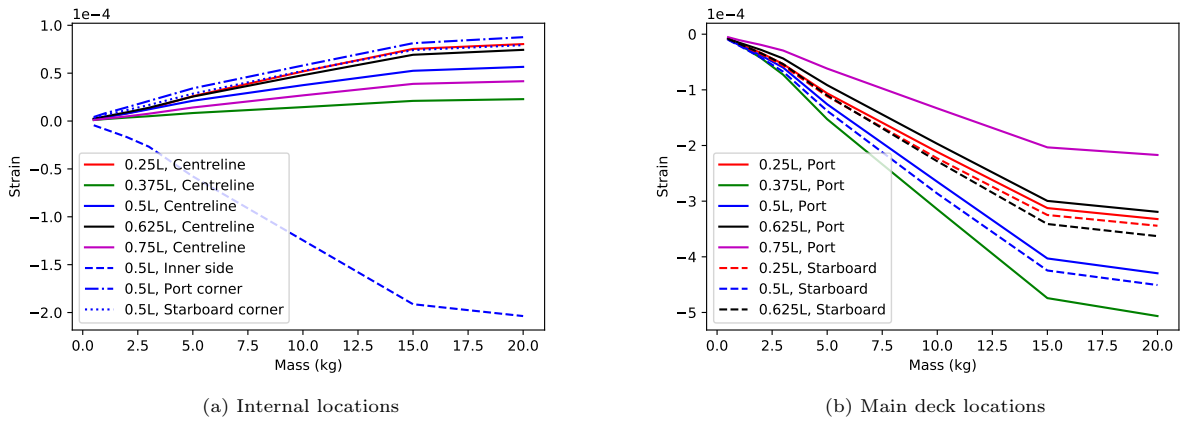 1e−4
1.0
0.5
0.0
−0.5
−1.0
−1.5
−2.0
Strain
0.25L, Centreline
0.375L, Centreline
0.5L, Centreline
0.625L, Centreline
0.75L, Centreline
0.5L, Inner side
0.5L, Port corner
0.5L, Starboard corner
0.0 2.5 5.0 7.5 10.0 12.5 15.0 17.5 20.0
Mass (kg)
(a) Internal locations
1e−4
0
−1
−2
−3
−4
−5
Strain
0.25L, Port
0.375L, Port
0.5L, Port
0.625L, Port
0.75L, Port
0.25L, Starboard
0.5L, Starboard
0.625L, Starboard
0.0 2.5 5.0 7.5 10.0 12.5 15.0 17.5 20.0
Mass (kg)
(b) Main deck locations